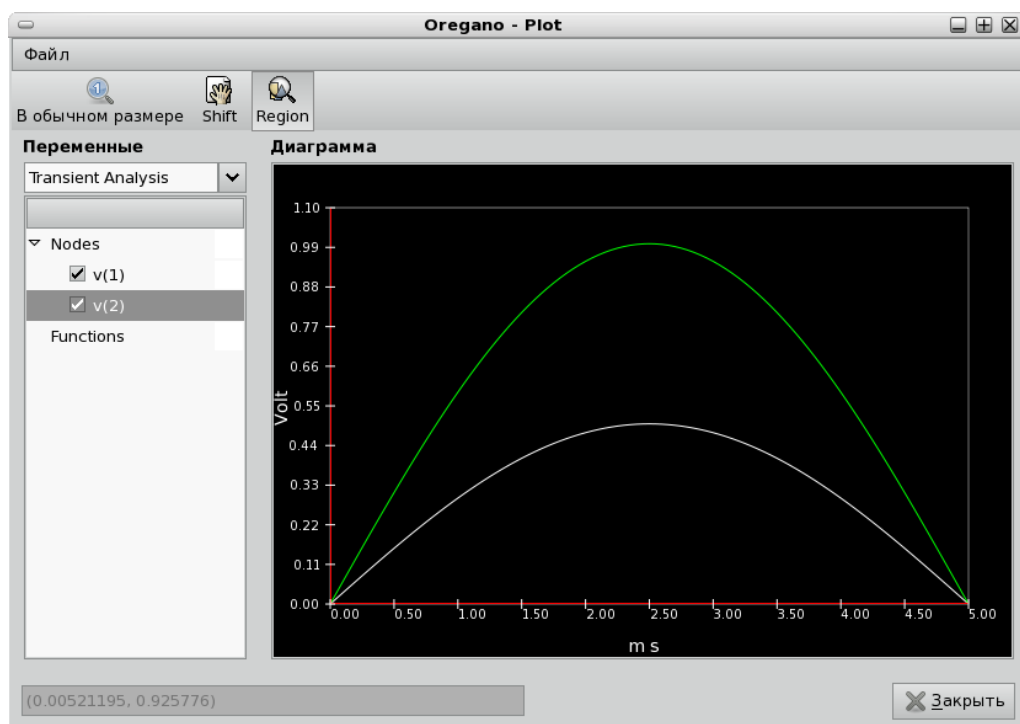 Oregano - Plot
Файл
В обычном размере Shift Region
Переменные
Диаграмма
Transient Analysis
Nodes
v(1)
v(2)
Functions
1.10
0.99
0.88
0.77
0.66
0.55
0.44
0.33
0.22
0.11
0.00
Volt
0.00 0.50 1.00 1.50 2.00 2.50 3.00 3.50 4.00 4.50 5.00
m s
(0.00521195, 0.925776)
Закрыть